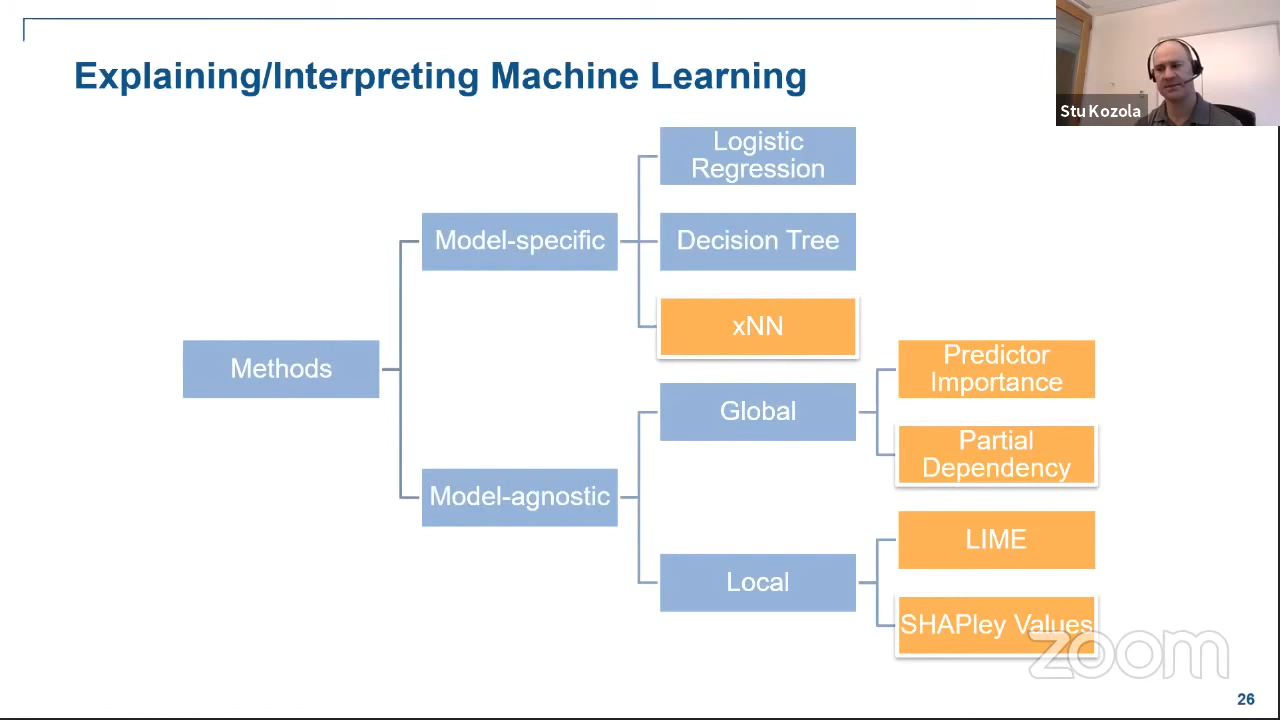 Explaining/Interpreting Machine Learning
Stu Kozola
Logistic
Regression
Model-specific
Decision Tree
xNN
Methods
Predictor
Importance
Global
Partial
Dependency
Model-agnostic
LIME
Local
SHAPley Values
zoom
26